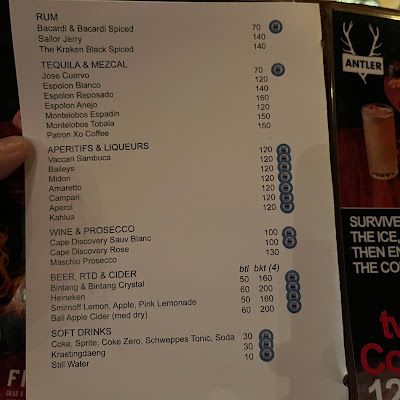 RUM
Bacardi & Bacardi Spiced 70
Sailor Jerry 140
The Kraken Black Spiced 140
TEQUILA & MEZCAL
Jose Cuervo 70
Espolon Blanco 120
Espolon Reposado 140
Espolon Anejo 160
Montelobos Espadin 120
Montelobos Tobala 150
Patron Xo Coffee 150
APERITIFS & LIQUEURS
Vaccari Sambuca 120
Baileys 120
Midori 120
Amaretto 120
Campari 120
Aperol 120
Kahlua 120
WINE & PROSECCO
Cape Discovery Sauv Blanc 100
Cape Discovery Rose 100
Maschio Prosecco 130
BEER, RTD & CIDER btl bkt (4)
Bintang & Bintang Crystal 50 160
Heineken 60 200
Smirnoff Lemon, Apple, Pink Lemonade 50 160
Ball Apple Cider (med dry) 60 200
SOFT DRINKS
Coke, Sprite, Coke Zero, Schweppes Tonic, Soda 30
Kraetingdaeng 30
Still Water 10
ANTLER
SURVIVE
THE ICE,
THEN EN
THE CO
Co
12